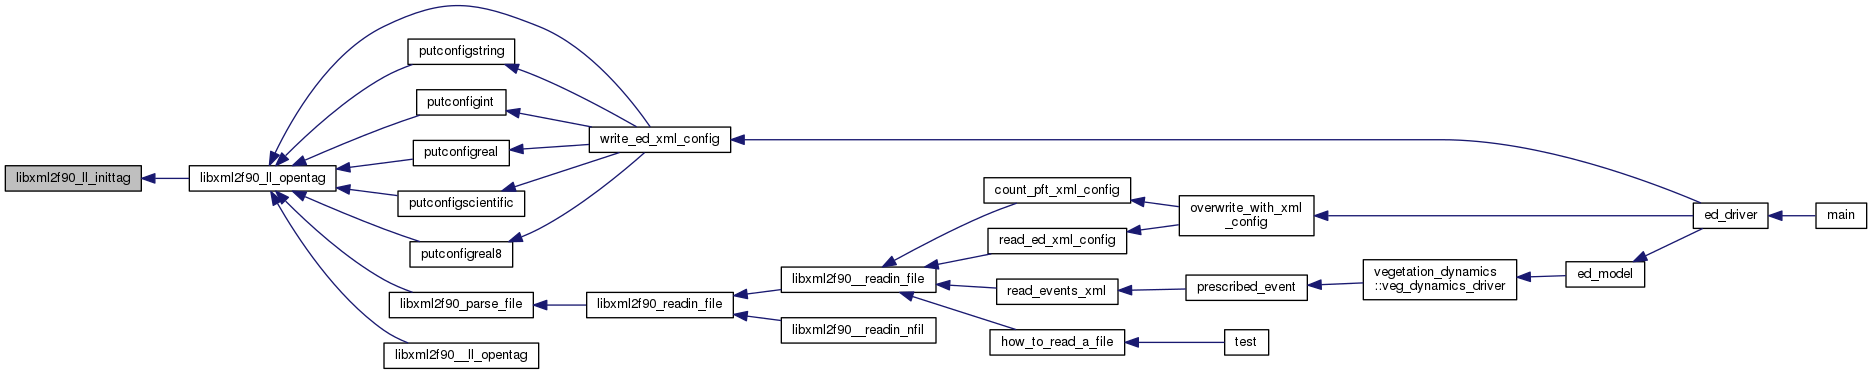 libxml2f90_ll_inittag
libxml2f90_ll_opentag
putconfigstring
putconfigint
putconfigreal
putconfigscientific
putconfigreal8
libxml2f90_parse_file
libxml2f90__ll_opentag
write_ed_xml_config
libxml2f90_readin_file
libxml2f90__readin_file
libxml2f90__readin_nfil
count_pft_xml_config
read_ed_xml_config
read_events_xml
how_to_read_a_file
overwrite_with_xml
_config
prescribed_event
test
vegetation_dynamics
::veg_dynamics_driver
ed_model
ed_driver
main